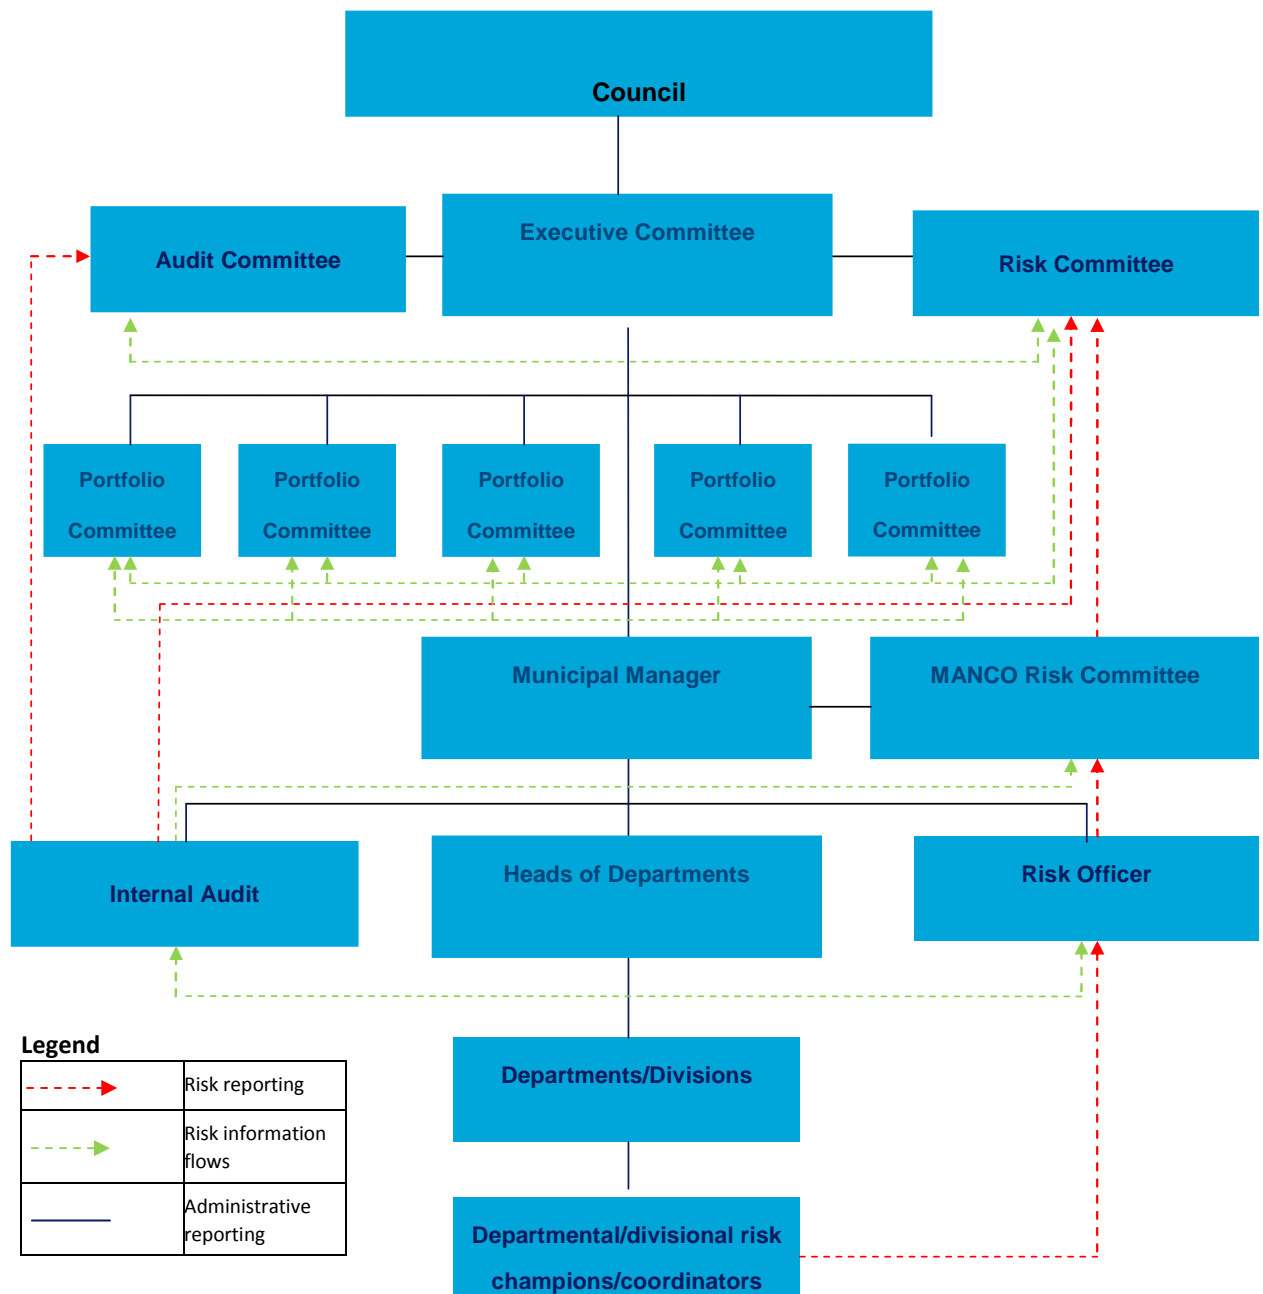 Council
Executive Committee
Audit Committee
Risk Committee
Portfolio
Committee
Portfolio
Committee
Portfolio
Committee
Portfolio
Committee
Portfolio
Committee
Municipal Manager
MANCO Risk Committee
Internal Audit
Heads of Departments
Risk Officer
Departments/Divisions
Departmental/divisional risk
champions/coordinators
Legend
Risk reporting
Risk information
flows
Administrative
reporting